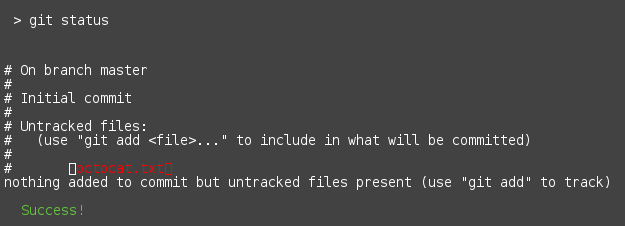 > git status
# On branch master
#
# Initial commit
#
# Untracked files:
#   (use "git add <file>..." to include in what will be committed)
#
#       octocat.txt
nothing added to commit but untracked files present (use "git add" to track)
Success!